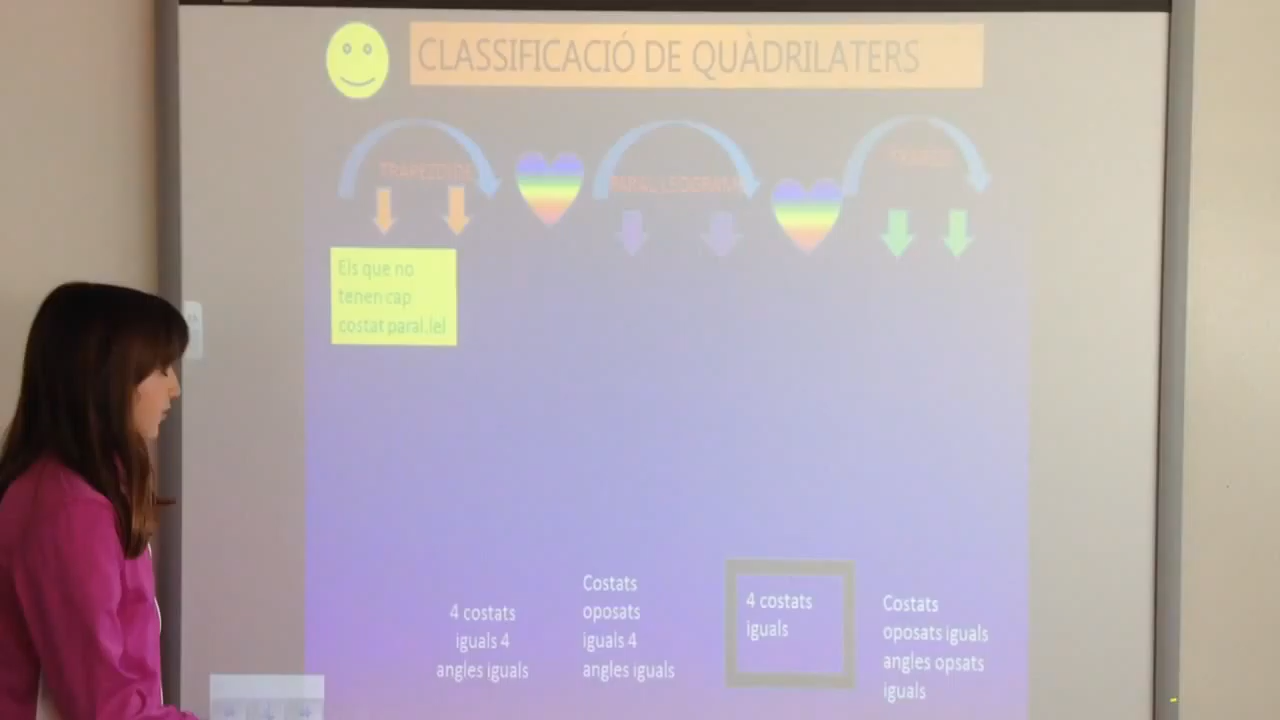 CLASSIFICACIÓ DE QUÀDRILATERS
TRAPEZOIDE
Els que no
tenen cap
costat paral.lel
4 costats
iguals 4
angles iguals
Costats
oposats
iguals 4
angles iguals
4 costats
iguals
Costats
oposats iguals
angles opsats
iguals